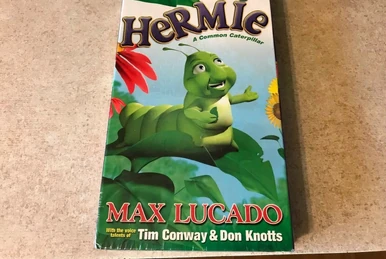 HERMIE
A Common Caterpillar
MAX LUCADO
With the voice
talents of Tim Conway & Don Knotts